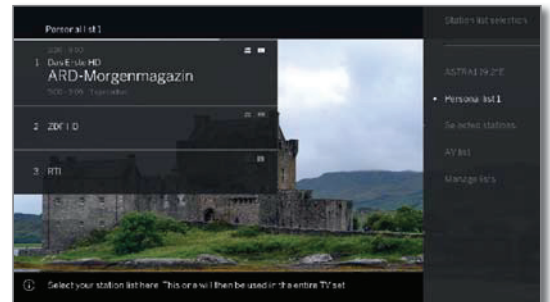 Personal list 1
Station list selection
1 Das Erste HD
ARD-Morgenmagazin
2 ZDF HD
3 RTL
ASTRA1 19.2°E
Personal list 1
Selected stations
AV list
Manage lists
Select your station list here. This one will then be used in the entire TV set